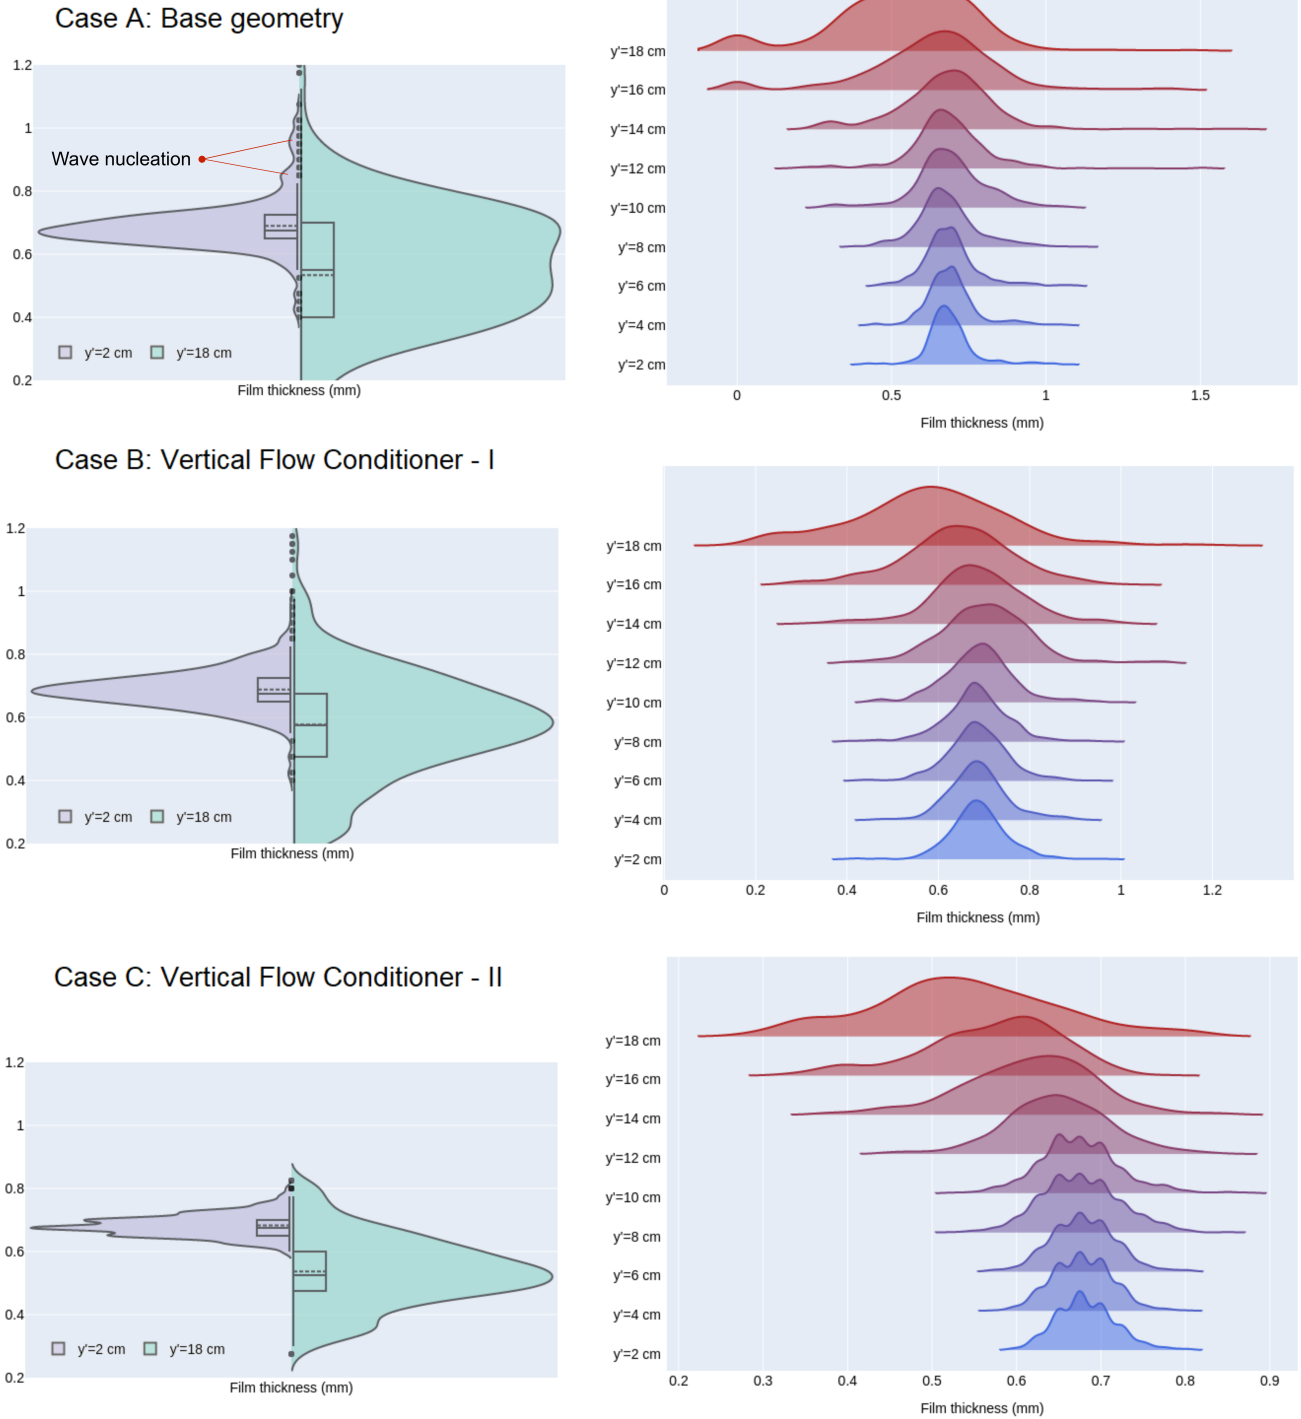 Case A: Base geometry
1.2
1
0.8
0.6
0.4
0.2
Wave nucleation
y'=2 cm
y'=18 cm
Film thickness (mm)
y'=18 cm
y'=16 cm
y'=14 cm
y'=12 cm
y'=10 cm
y'=8 cm
y'=6 cm
y'=4 cm
y'=2 cm
0 0.5 1 1.5
Film thickness (mm)
Case B: Vertical Flow Conditioner - I
1.2
1
0.8
0.6
0.4
0.2
y'=2 cm
y'=18 cm
Film thickness (mm)
y'=18 cm
y'=16 cm
y'=14 cm
y'=12 cm
y'=10 cm
y'=8 cm
y'=6 cm
y'=4 cm
y'=2 cm
0 0.2 0.4 0.6 0.8 1 1.2
Film thickness (mm)
Case C: Vertical Flow Conditioner - II
1.2
1
0.8
0.6
0.4
0.2
y'=2 cm
y'=18 cm
Film thickness (mm)
y'=18 cm
y'=16 cm
y'=14 cm
y'=12 cm
y'=10 cm
y'=8 cm
y'=6 cm
y'=4 cm
y'=2 cm
0.2 0.3 0.4 0.5 0.6 0.7 0.8 0.9
Film thickness (mm)